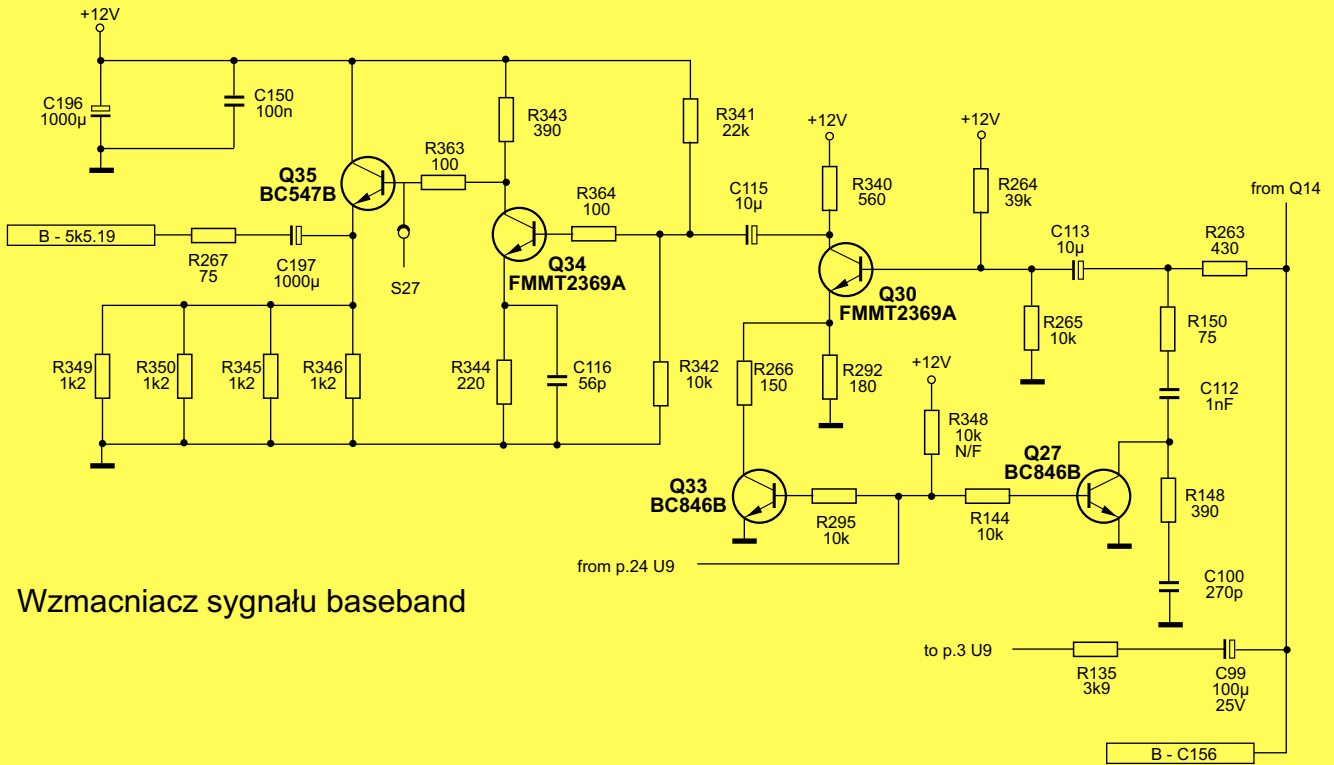 +12V
C196
1000µ
C150
100n
R343
390
R341
22k
+12V
+12V
Q35
BC547B
R363
100
R364
100
C115
10µ
R340
560
R264
39k
from Q14
B - 5k5.19
R267
75
C197
1000µ
S27
Q34
FMMT2369A
Q30
FMMT2369A
C113
10µ
R263
430
R265
10k
R150
75
R349
1k2
R350
1k2
R345
1k2
R346
1k2
R344
220
C116
56p
R342
10k
R266
150
R292
180
+12V
C112
1nF
R348
10k
N/F
Q33
BC846B
R295
10k
R144
10k
Q27
BC846B
R148
390
from p.24 U9
C100
270p
Wzmacniacz sygnału baseband
to p.3 U9
R135
3k9
C99
100µ
25V
B - C156